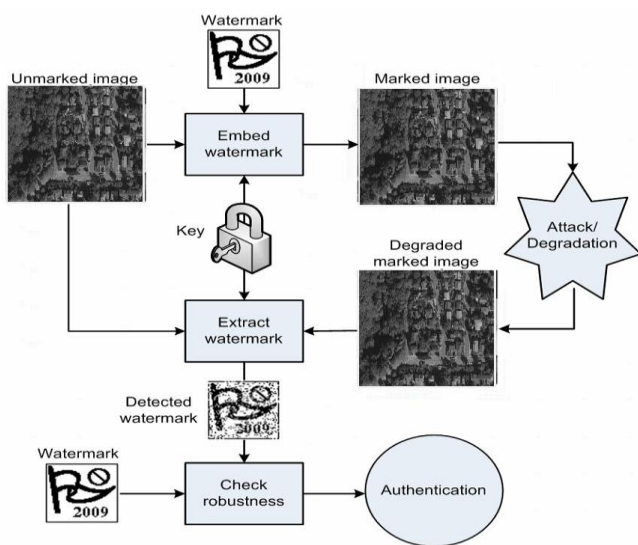 Watermark
2009
Unmarked image
Marked image
Embed
watermark
Key
Attack/
Degradation
Degraded
marked image
Extract
watermark
Detected
watermark
2009
Watermark
2009
Check
robustness
Authentication